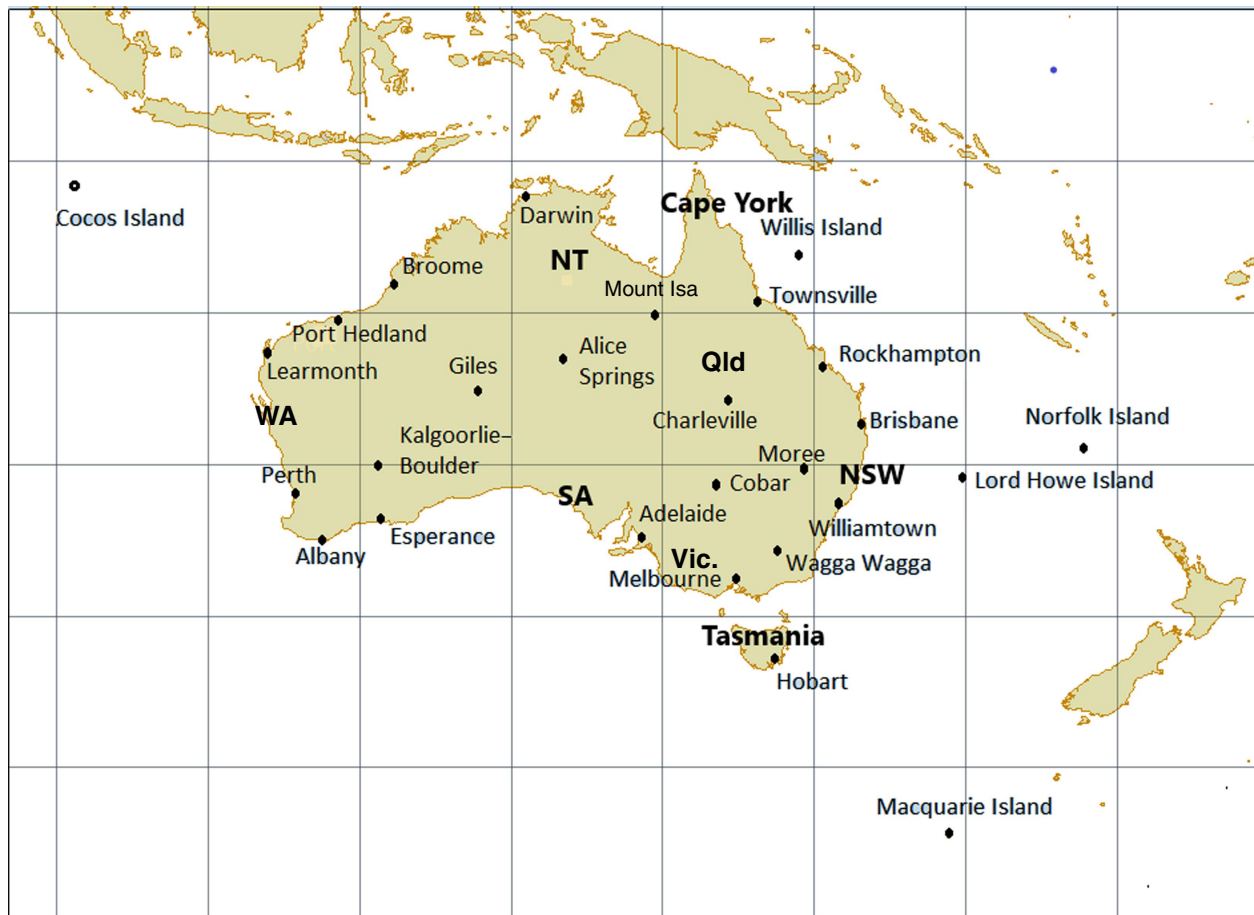 Cape York
Cocos Island
Darwin
Willis Island
NT
Broome
Mount Isa
Townsville
Port Hedland
Alice
Springs
Qld
Rockhampton
Learmonth
Giles
WA
Charleville
Brisbane
Norfolk Island
Kalgoorlie–
Boulder
Moree
Perth
Cobar
NSW
Lord Howe Island
SA
Adelaide
Williamtown
Esperance
Albany
Vic.
Wagga Wagga
Melbourne
Tasmania
Hobart
Macquarie Island